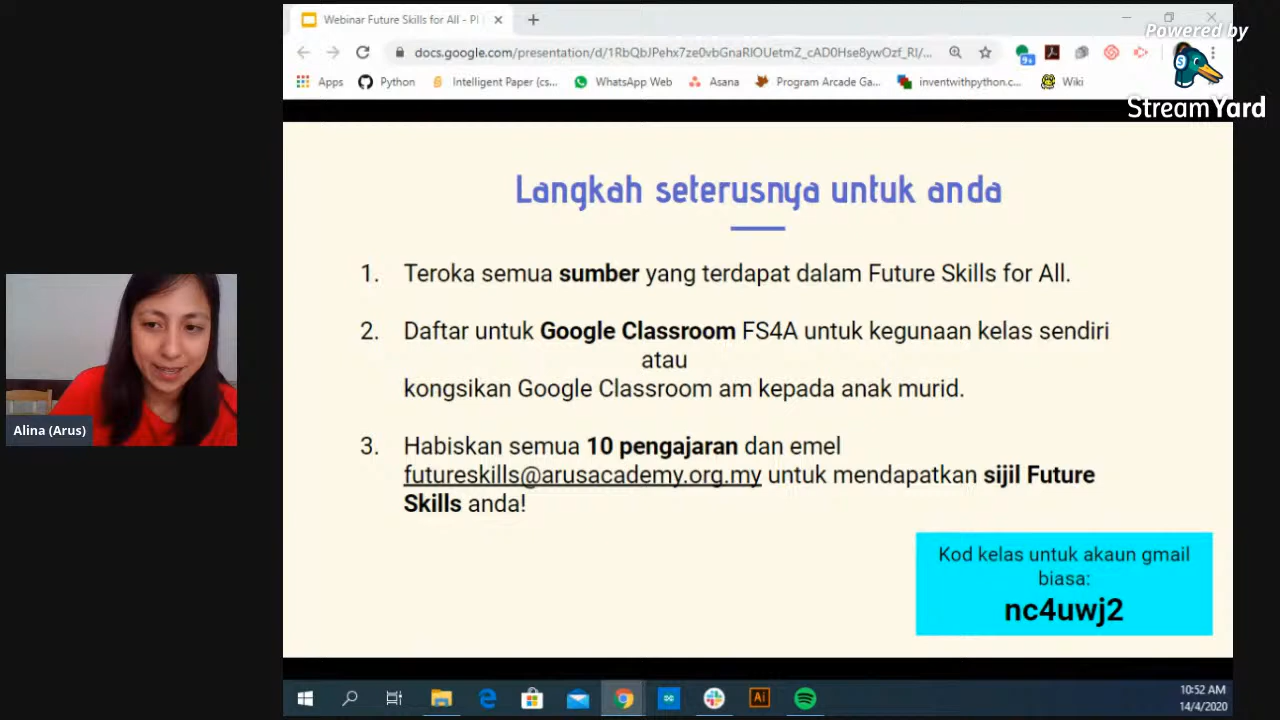 Webinar Future Skills for All - Pl
Powered by
StreamYard
docs.google.com/presentation/d/1RbQbJPehx7ze0vbGnaRlOUetmZ_cAD0Hse8ywOzf_RI/...
9+
Apps
Python
Intelligent Paper (cs...
WhatsApp Web
Asana
Program Arcade Ga...
inventwithpython.c...
Wiki
Langkah seterusnya untuk anda
1. Teroka semua sumber yang terdapat dalam Future Skills for All.
2. Daftar untuk Google Classroom FS4A untuk kegunaan kelas sendiri
atau
kongsikan Google Classroom am kepada anak murid.
3. Habiskan semua 10 pengajaran dan emel
futureskills@arusacademy.org.my untuk mendapatkan sijil Future
Skills anda!
Alina (Arus)
Kod kelas untuk akaun gmail
biasa:
nc4uwj2
Ai
10:52 AM
14/4/2020